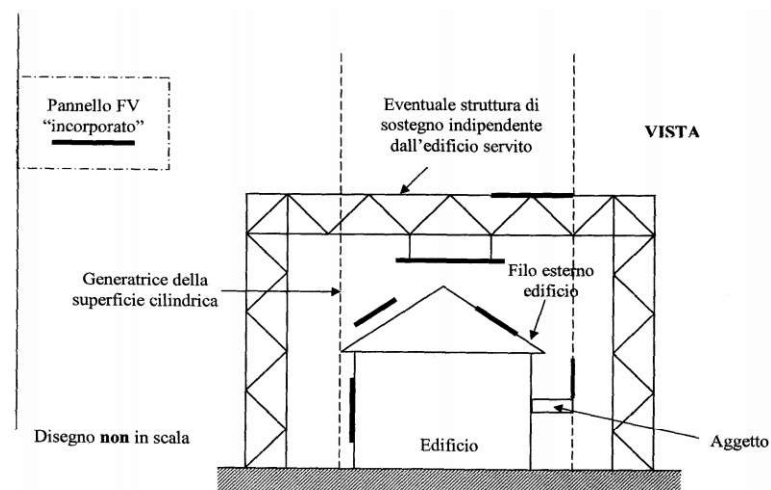 Pannello FV
“incorporato”
Eventuale struttura di
sostegno indipendente
dall’edificio servito
VISTA
Generatrice della
superficie cilindrica
Filo esterno
edificio
Disegno non in scala
Edificio
Aggetto